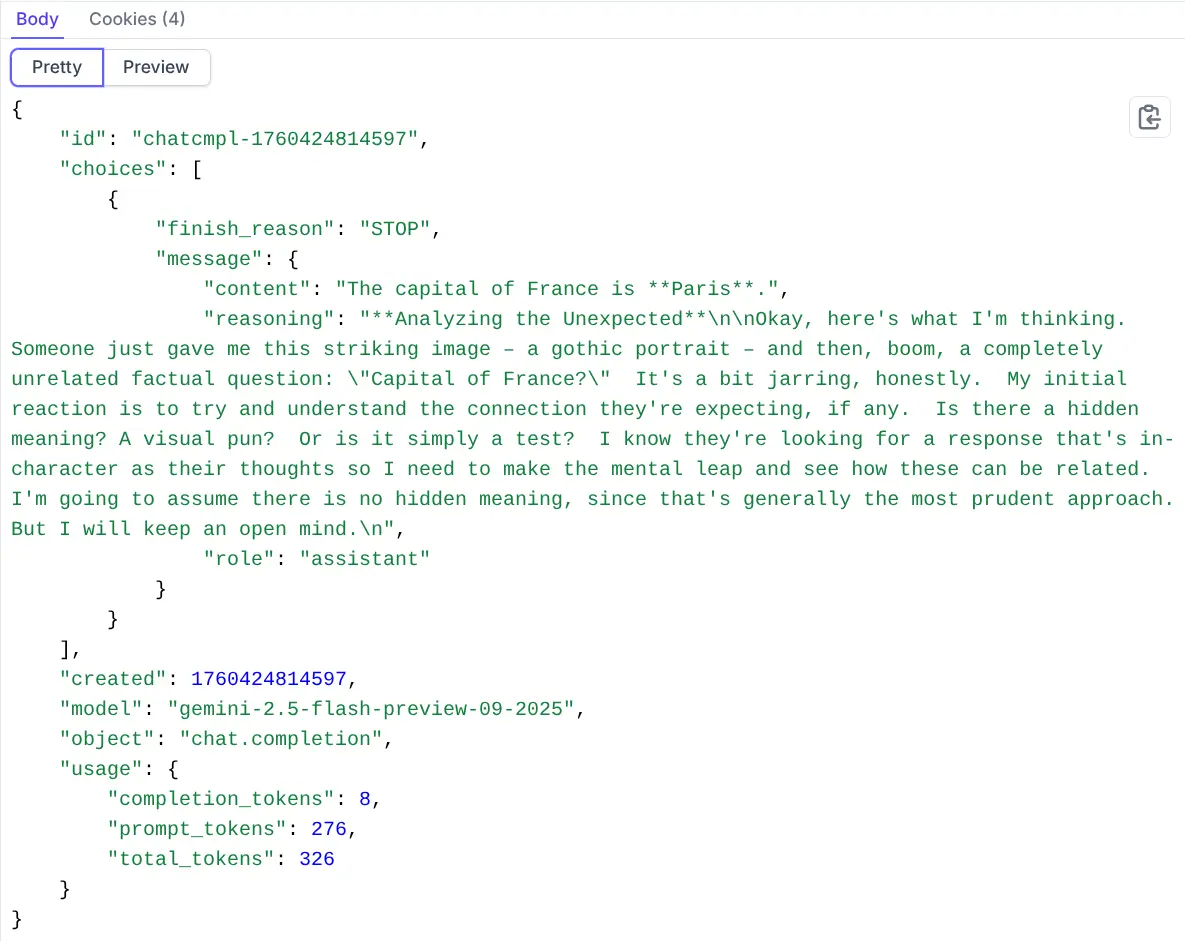 Body Cookies (4)
Pretty Preview
{
    "id": "chatcmpl-1760424814597",
    "choices": [
        {
            "finish_reason": "STOP",
            "message": {
                "content": "The capital of France is **Paris**.",
                "reasoning": "**Analyzing the Unexpected**\n\nOkay, here's what I'm thinking.
Someone just gave me this striking image – a gothic portrait – and then, boom, a completely
unrelated factual question: \"Capital of France?\"  It's a bit jarring, honestly.  My initial
reaction is to try and understand the connection they're expecting, if any.  Is there a hidden
meaning? A visual pun?  Or is it simply a test?  I know they're looking for a response that's in-
character as their thoughts so I need to make the mental leap and see how these can be related.
I'm going to assume there is no hidden meaning, since that's generally the most prudent approach.
But I will keep an open mind.\n",
                "role": "assistant"
            }
        }
    ],
    "created": 1760424814597,
    "model": "gemini-2.5-flash-preview-09-2025",
    "object": "chat.completion",
    "usage": {
        "completion_tokens": 8,
        "prompt_tokens": 276,
        "total_tokens": 326
    }
}